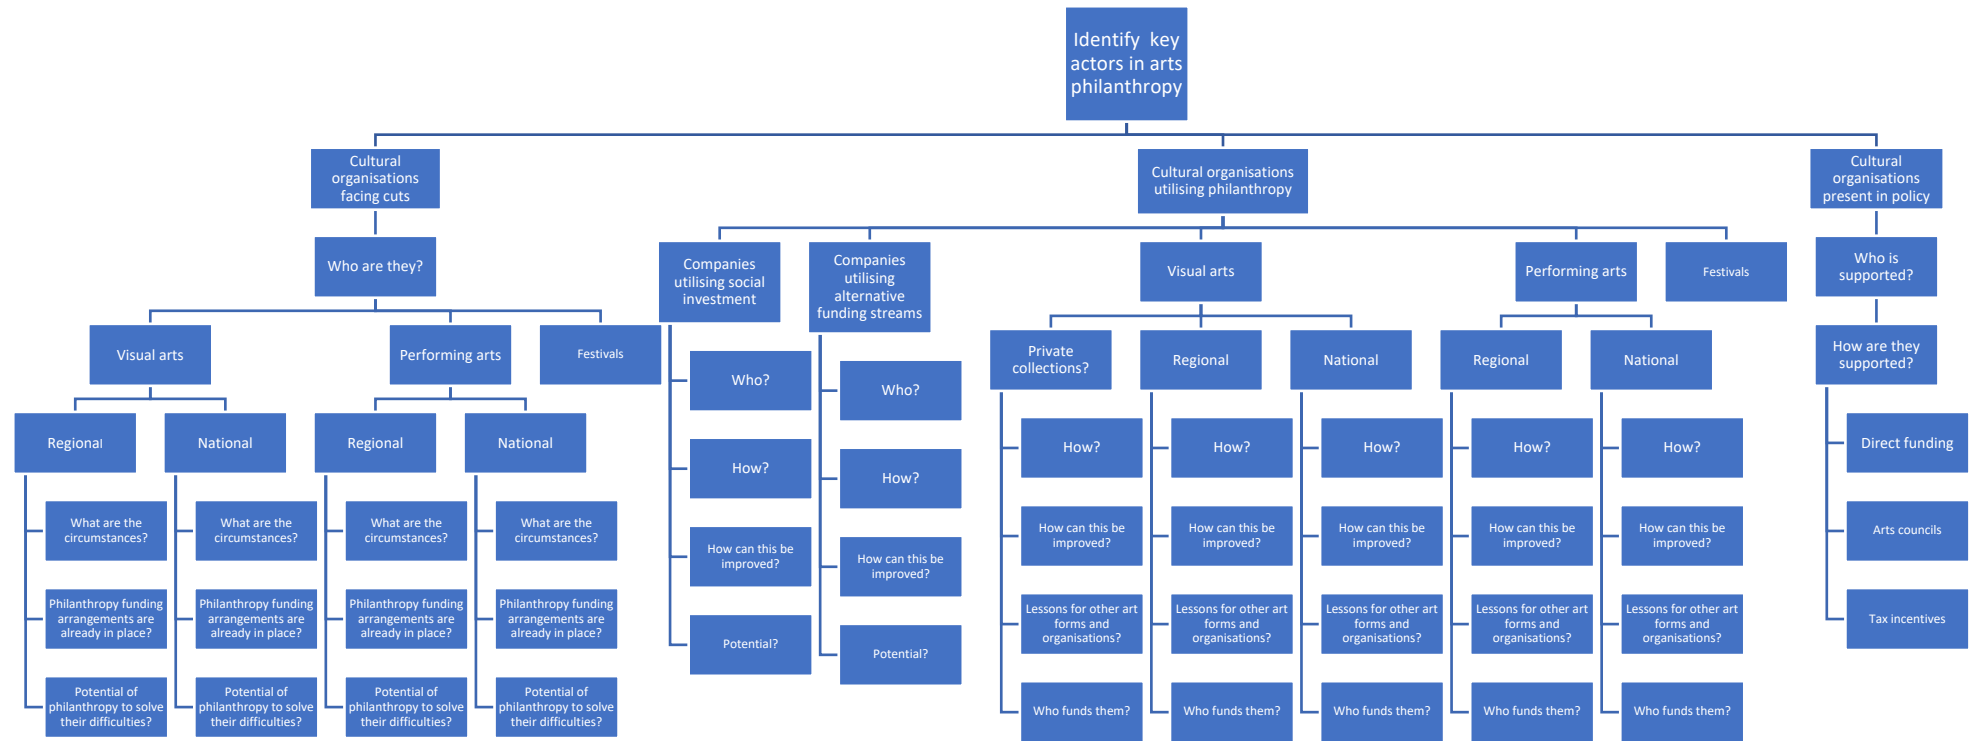 Identify key
actors in arts
philanthropy
Cultural
organisations
facing cuts
Cultural organisations
utilising philanthropy
Cultural
organisations
present in policy
Who are they?
Companies
utilising social
investment
Companies
utilising
alternative
funding streams
Visual arts
Performing arts
Festivals
Who is
supported?
Visual arts
Performing arts
Festivals
Private
collections?
Regional
National
Regional
National
How are they
supported?
Regional
National
Regional
National
Who?
How?
How can this be
improved?
Potential?
Who?
How?
How can this be
improved?
Potential?
What are the
circumstances?
Philanthropy funding
arrangements are
already in place?
Potential of
philanthropy to solve
their difficulties?
What are the
circumstances?
Philanthropy funding
arrangements are
already in place?
Potential of
philanthropy to solve
their difficulties?
What are the
circumstances?
Philanthropy funding
arrangements are
already in place?
Potential of
philanthropy to solve
their difficulties?
What are the
circumstances?
Philanthropy funding
arrangements are
already in place?
Potential of
philanthropy to solve
their difficulties?
How?
How can this be
improved?
Lessons for other art
forms and
organisations?
Who funds them?
How?
How can this be
improved?
Lessons for other art
forms and
organisations?
Who funds them?
How?
How can this be
improved?
Lessons for other art
forms and
organisations?
Who funds them?
How?
How can this be
improved?
Lessons for other art
forms and
organisations?
Who funds them?
How?
How can this be
improved?
Lessons for other art
forms and
organisations?
Who funds them?
Direct funding
Arts councils
Tax incentives